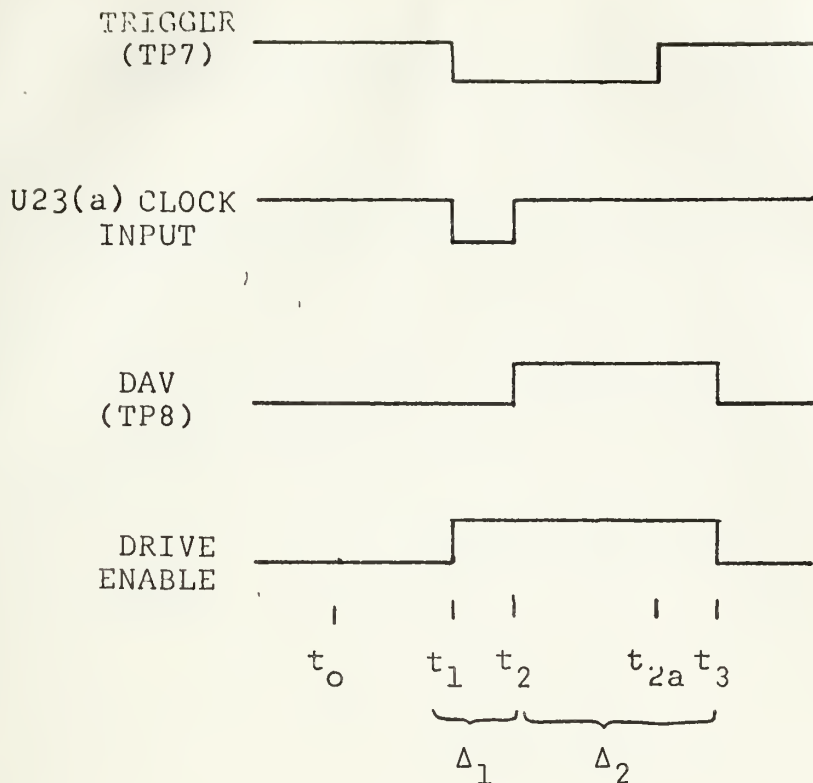 TRIGGER
(TP7)
U23(a) CLOCK
INPUT
DAV
(TP8)
DRIVE
ENABLE
t₀ t₁ t₂ t₂ₐ t₃
Δ₁ Δ₂